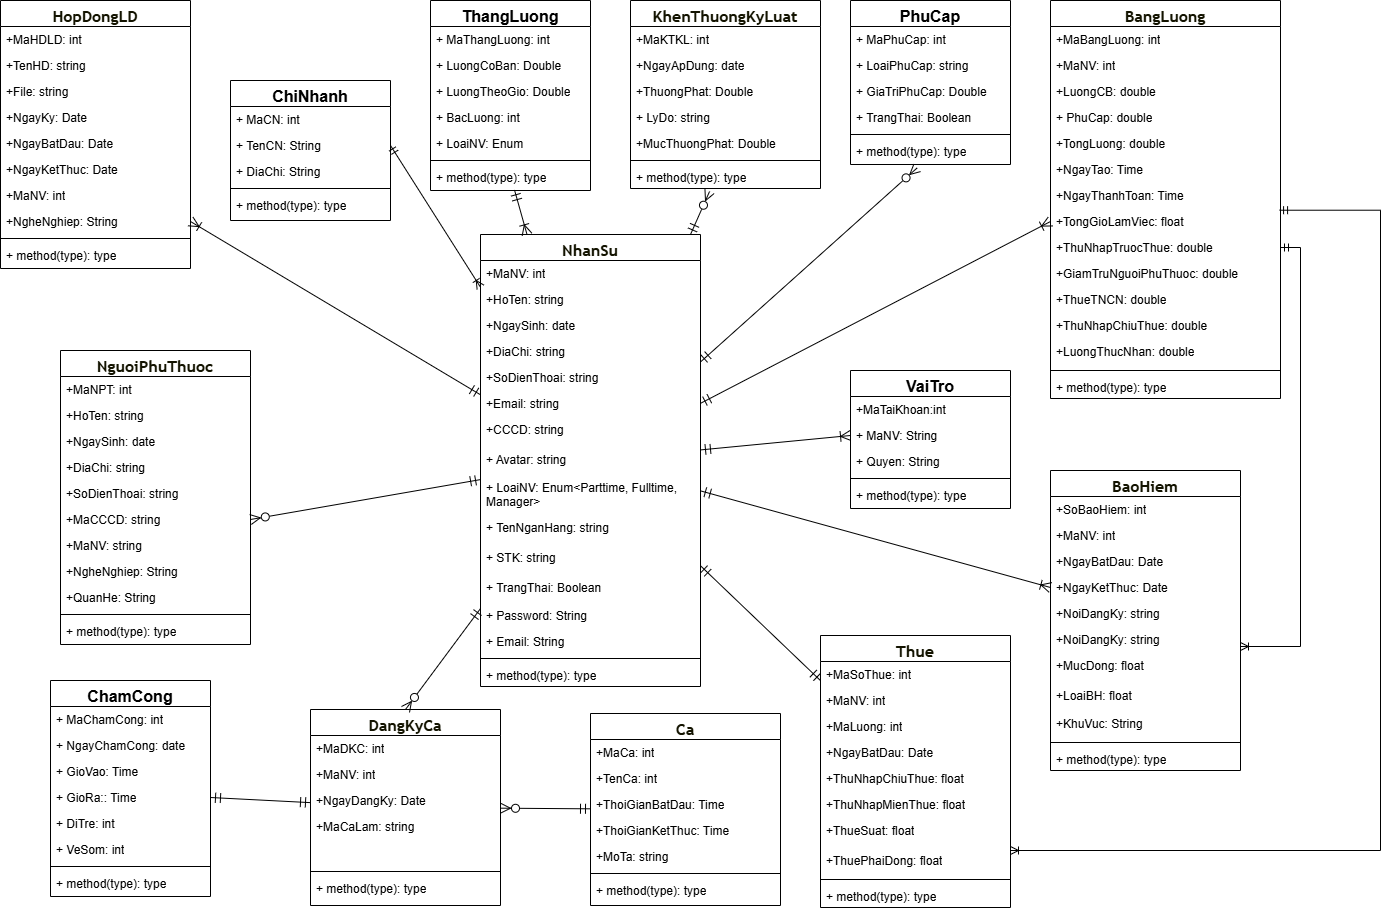 HopDongLD
+MaHDLD: int
+TenHD: string
+File: string
+NgayKy: Date
+NgayBatDau: Date
+NgayKetThuc: Date
+MaNV: int
+NgheNghiep: String
+ method(type): type
ChiNhanh
+ MaCN: int
+ TenCN: String
+ DiaChi: String
+ method(type): type
ThangLuong
+ MaThangLuong: int
+ LuongCoBan: Double
+ LuongTheoGio: Double
+ BacLuong: int
+ LoaiNV: Enum
+ method(type): type
KhenThuongKyLuat
+MaKTKL: int
+NgayApDung: date
+ThuongPhat: Double
+ LyDo: string
+MucThuongPhat: Double
+ method(type): type
PhuCap
+ MaPhuCap: int
+ LoaiPhuCap: string
+ GiaTriPhuCap: Double
+ TrangThai: Boolean
+ method(type): type
BangLuong
+MaBangLuong: int
+MaNV: int
+LuongCB: double
+ PhuCap: double
+TongLuong: double
+NgayTao: Time
+NgayThanhToan: Time
+TongGioLamViec: float
+ThuNhapTruocThue: double
+GiamTruNguoiPhuThuoc: double
+ThueTNCN: double
+ThuNhapChiuThue: double
+LuongThucNhan: double
+ method(type): type
NhanSu
+MaNV: int
+HoTen: string
+NgaySinh: date
+DiaChi: string
+SoDienThoai: string
+Email: string
+CCCD: string
+ Avatar: string
+ LoaiNV: Enum<Parttime, Fulltime,
Manager>
+ TenNganHang: string
+ STK: string
+ TrangThai: Boolean
+ Password: String
+ Email: String
+ method(type): type
NguoiPhuThuoc
+MaNPT: int
+HoTen: string
+NgaySinh: date
+DiaChi: string
+SoDienThoai: string
+MaCCCD: string
+MaNV: string
+NgheNghiep: String
+QuanHe: String
+ method(type): type
VaiTro
+MaTaiKhoan:int
+ MaNV: String
+ Quyen: String
+ method(type): type
BaoHiem
+SoBaoHiem: int
+MaNV: int
+NgayBatDau: Date
+NgayKetThuc: Date
+NoiDangKy: string
+NoiDangKy: string
+MucDong: float
+LoaiBH: float
+KhuVuc: String
+ method(type): type
Thue
+MaSoThue: int
+MaNV: int
+MaLuong: int
+NgayBatDau: Date
+ThuNhapChiuThue: float
+ThuNhapMienThue: float
+ThueSuat: float
+ThuePhaiDong: float
+ method(type): type
ChamCong
+ MaChamCong: int
+ NgayChamCong: date
+ GioVao: Time
+ GioRa:: Time
+ DiTre: int
+ VeSom: int
+ method(type): type
DangKyCa
+MaDKC: int
+MaNV: int
+NgayDangKy: Date
+MaCaLam: string
+ method(type): type
Ca
+MaCa: int
+TenCa: int
+ThoiGianBatDau: Time
+ThoiGianKetThuc: Time
+MoTa: string
+ method(type): type